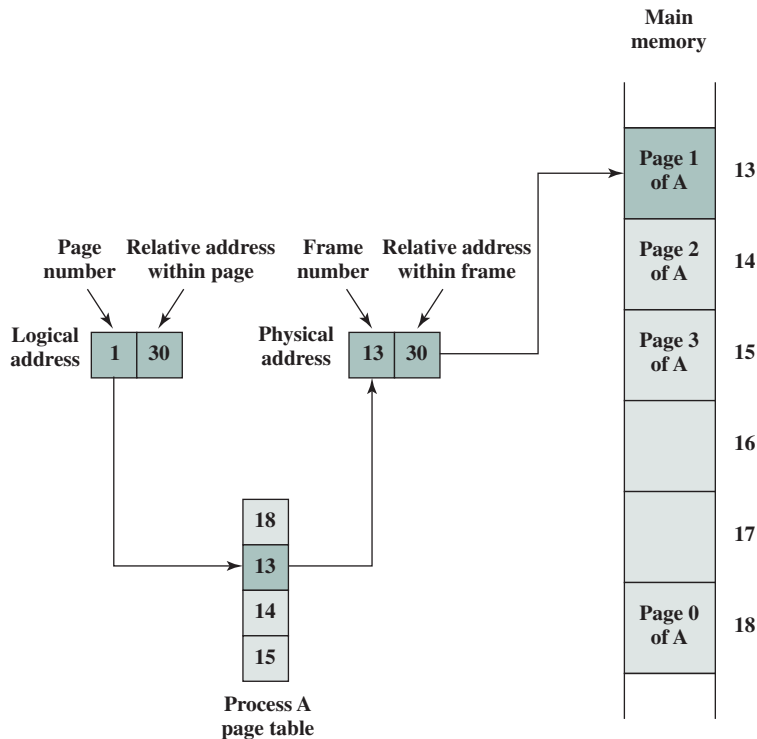 Main
memory
Page 1
of A
13
Page 2
of A
14
Page 3
of A
15
16
17
Page 0
of A
18
Page
number
Relative address
within page
Frame
number
Relative address
within frame
Logical
address
1
30
Physical
address
13
30
18
13
14
15
Process A
page table